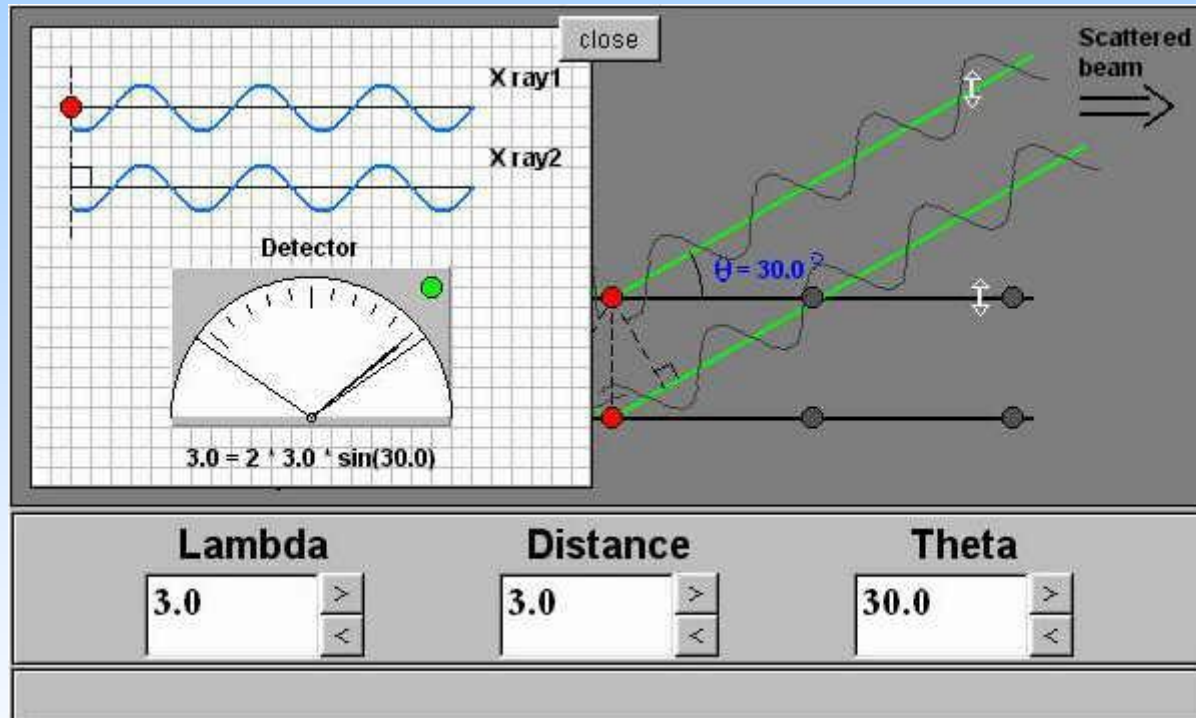 close
X ray1
X ray2
Detector
3.0 = 2 * 3.0 * sin(30.0)
Scattered
beam
θ = 30.0 °
Lambda
Distance
Theta
3.0
>
<
3.0
>
<
30.0
>
<